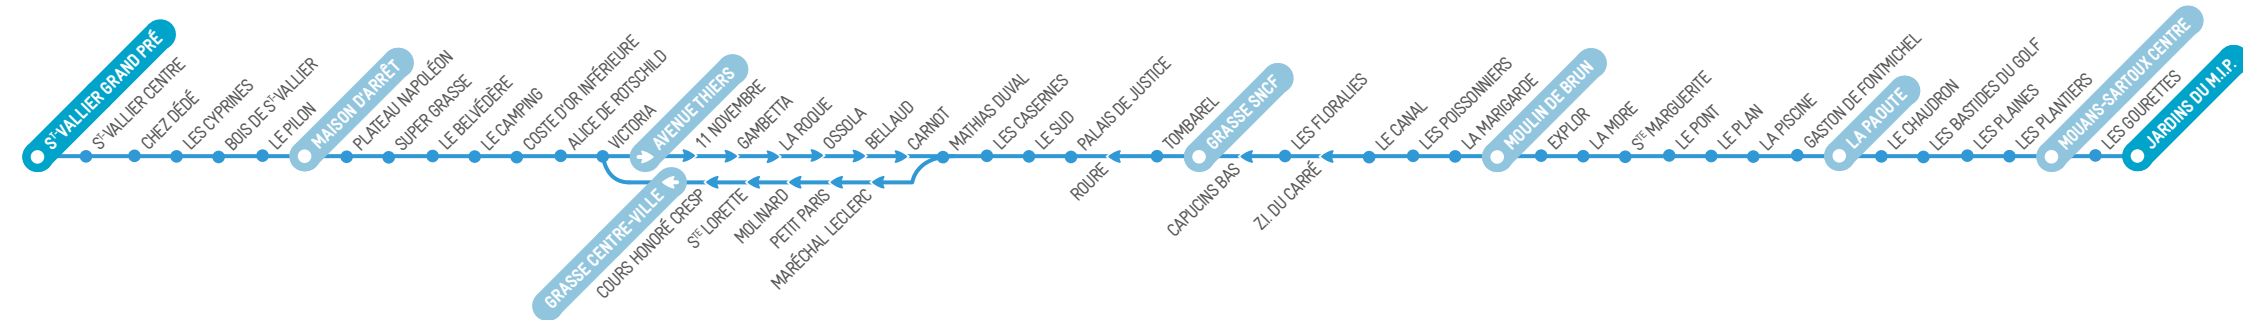 ST-VALLIER GRAND PRÉ
ST-VALLIER CENTRE
CHEZ DÉDÉ
LES CYPRINES
BOIS DE ST-VALLIER
LE PILON
MAISON D'ARRÊT
PLATEAU NAPOLÉON
SUPER GRASSE
LE BELVÉDÈRE
LE CAMPING
COSTE D'OR INFÉRIEURE
ALICE DE ROTSCHILD
VICTORIA
AVENUE THIERS
11 NOVEMBRE
GAMBETTA
LA ROQUE
OSSOLA
BELLAUD
CARNOT
MATHIAS DUVAL
LES CASERNES
LE SUD
PALAIS DE JUSTICE
TOMBAREL
GRASSE SNCF
LES FLORALIES
LE CANAL
LES POISSONNIERS
LA MARIGARDE
MOULIN DE BRUN
EXPLOR
LA MORE
STE MARGUERITE
LE PONT
LE PLAN
LA PISCINE
GASTON DE FONTMICHEL
LA PAOUTE
LE CHAUDRON
LES BASTIDES DU GOLF
LES PLAINES
LES PLANTIERS
MOUANS-SARTOUX CENTRE
LES GOURETTES
JARDINS DU M.I.P.
GRASSE CENTRE-VILLE
COURS HONORÉ CRESP
STE LORETTE
MOLINARD
PETIT PARIS
MARÉCHAL LECLERC
ROURE
CAPUCINS BAS
Z.I. DU CARRÉ